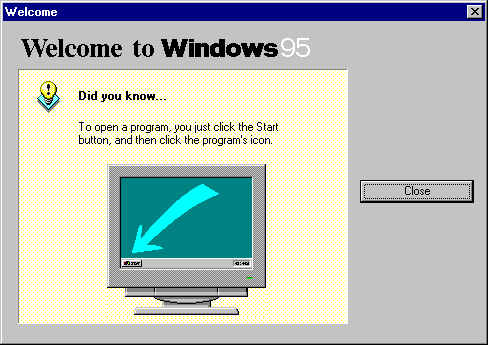 Welcome
Welcome to Windows95
Did you know...
To open a program, you just click the Start
button, and then click the program's icon.
Close